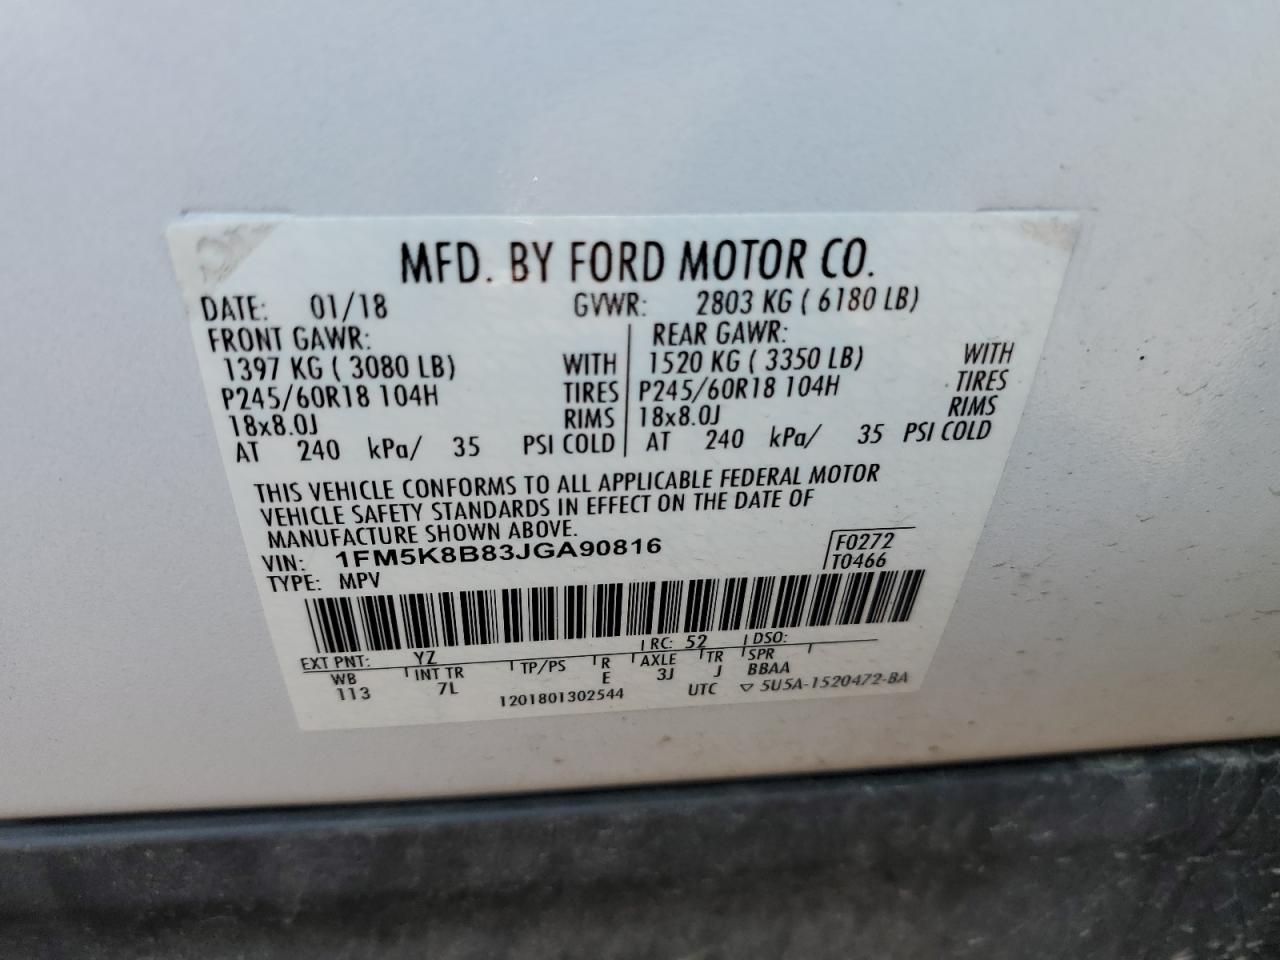 MFD. BY FORD MOTOR CO.
DATE: 01/18 GVWR: 2803 KG ( 6180 LB)
FRONT GAWR: REAR GAWR:
1397 KG ( 3080 LB) WITH 1520 KG ( 3350 LB) WITH
P245/60R18 104H TIRES P245/60R18 104H TIRES
18x8.0J RIMS 18x8.0J RIMS
AT 240 kPa/ 35 PSI COLD AT 240 kPa/ 35 PSI COLD
THIS VEHICLE CONFORMS TO ALL APPLICABLE FEDERAL MOTOR
VEHICLE SAFETY STANDARDS IN EFFECT ON THE DATE OF
MANUFACTURE SHOWN ABOVE.
VIN: 1FM5K8B83JGA90816 F0272
TYPE: MPV T0466
EXT PNT: YZ RC: 52 DSO:
WB INT TR TP/PS R AXLE TR SPR
113 7L E 3J J BBAA
1201801302544 UTC ▽ 5U5A-1520472-BA